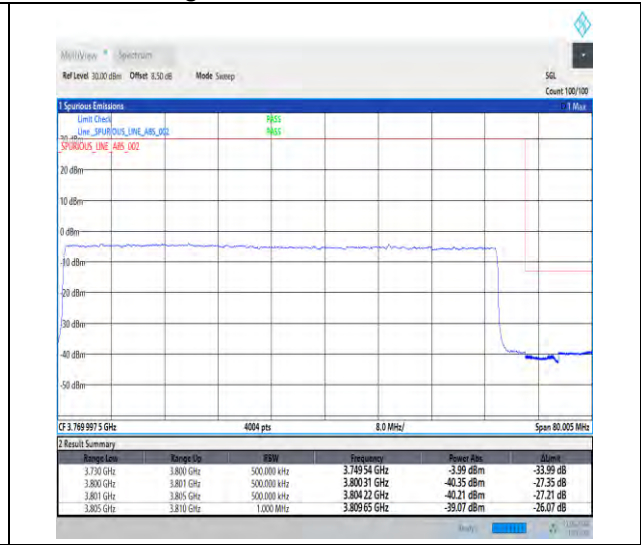 MultiView Spectrum
Ref Level 30.00 dBm Offset 8.50 dB Mode Sweep SGL
Count 100/100
1 Spurious Emissions 1 Max
Limit Check PASS
Line _SPURIOUS_LINE_ABS_002 PASS
30 dBm
_SPURIOUS_LINE_ABS_002
20 dBm
10 dBm
0 dBm
-10 dBm
-20 dBm
-30 dBm
-40 dBm
-50 dBm
CF 3.769 997 5 GHz 4004 pts 8.0 MHz/ Span 80.005 MHz
2 Result Summary
Range Low Range Up RBW Frequency Power Abs ΔLimit
3.730 GHz 3.800 GHz 500.000 kHz 3.749 54 GHz -3.99 dBm -33.99 dB
3.800 GHz 3.801 GHz 500.000 kHz 3.800 31 GHz -40.35 dBm -27.35 dB
3.801 GHz 3.805 GHz 500.000 kHz 3.804 22 GHz -40.21 dBm -27.21 dB
3.805 GHz 3.810 GHz 1.000 MHz 3.809 65 GHz -39.07 dBm -26.07 dB
Ready